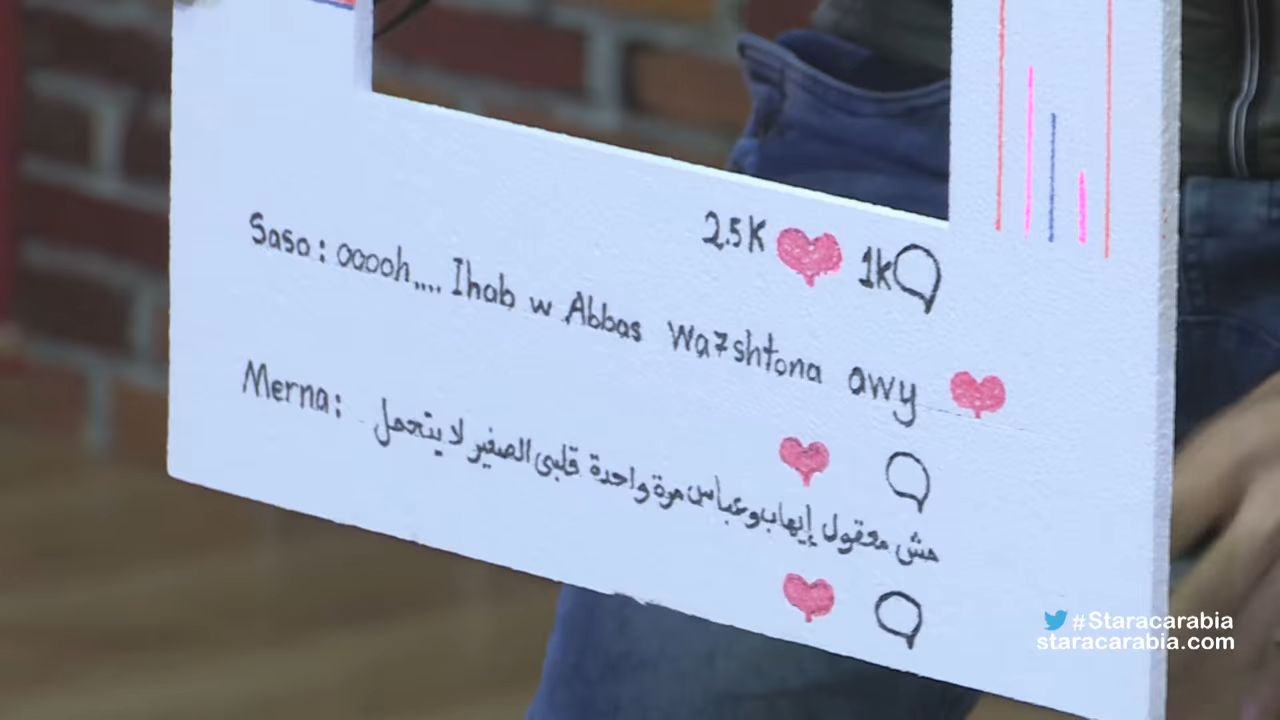 2.5K 1K
Saso: ooooh.... Ihab w Abbas Wa7shtona awy
Merna: مش معقول إيهاب وعباس مرة واحدة قلبى الصغير لا يتحمل
#Staracarabia
staracarabia.com